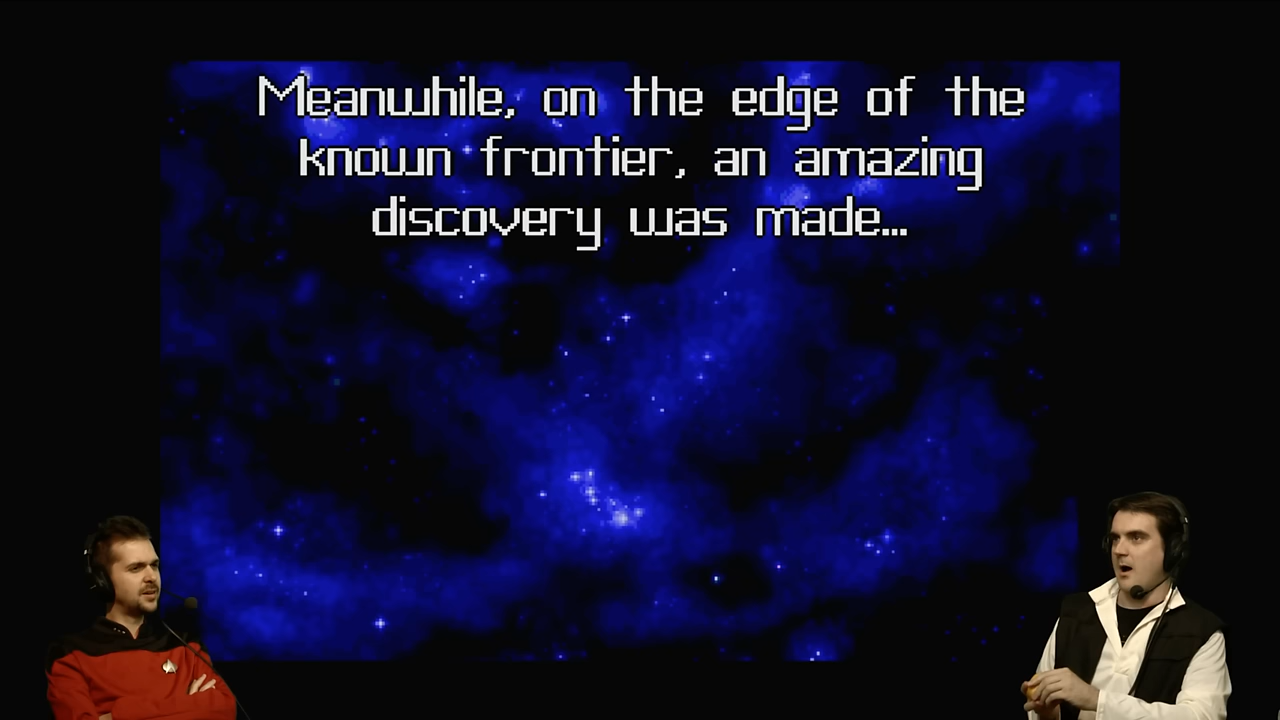 Meanwhile, on the edge of the
known frontier, an amazing
discovery was made...